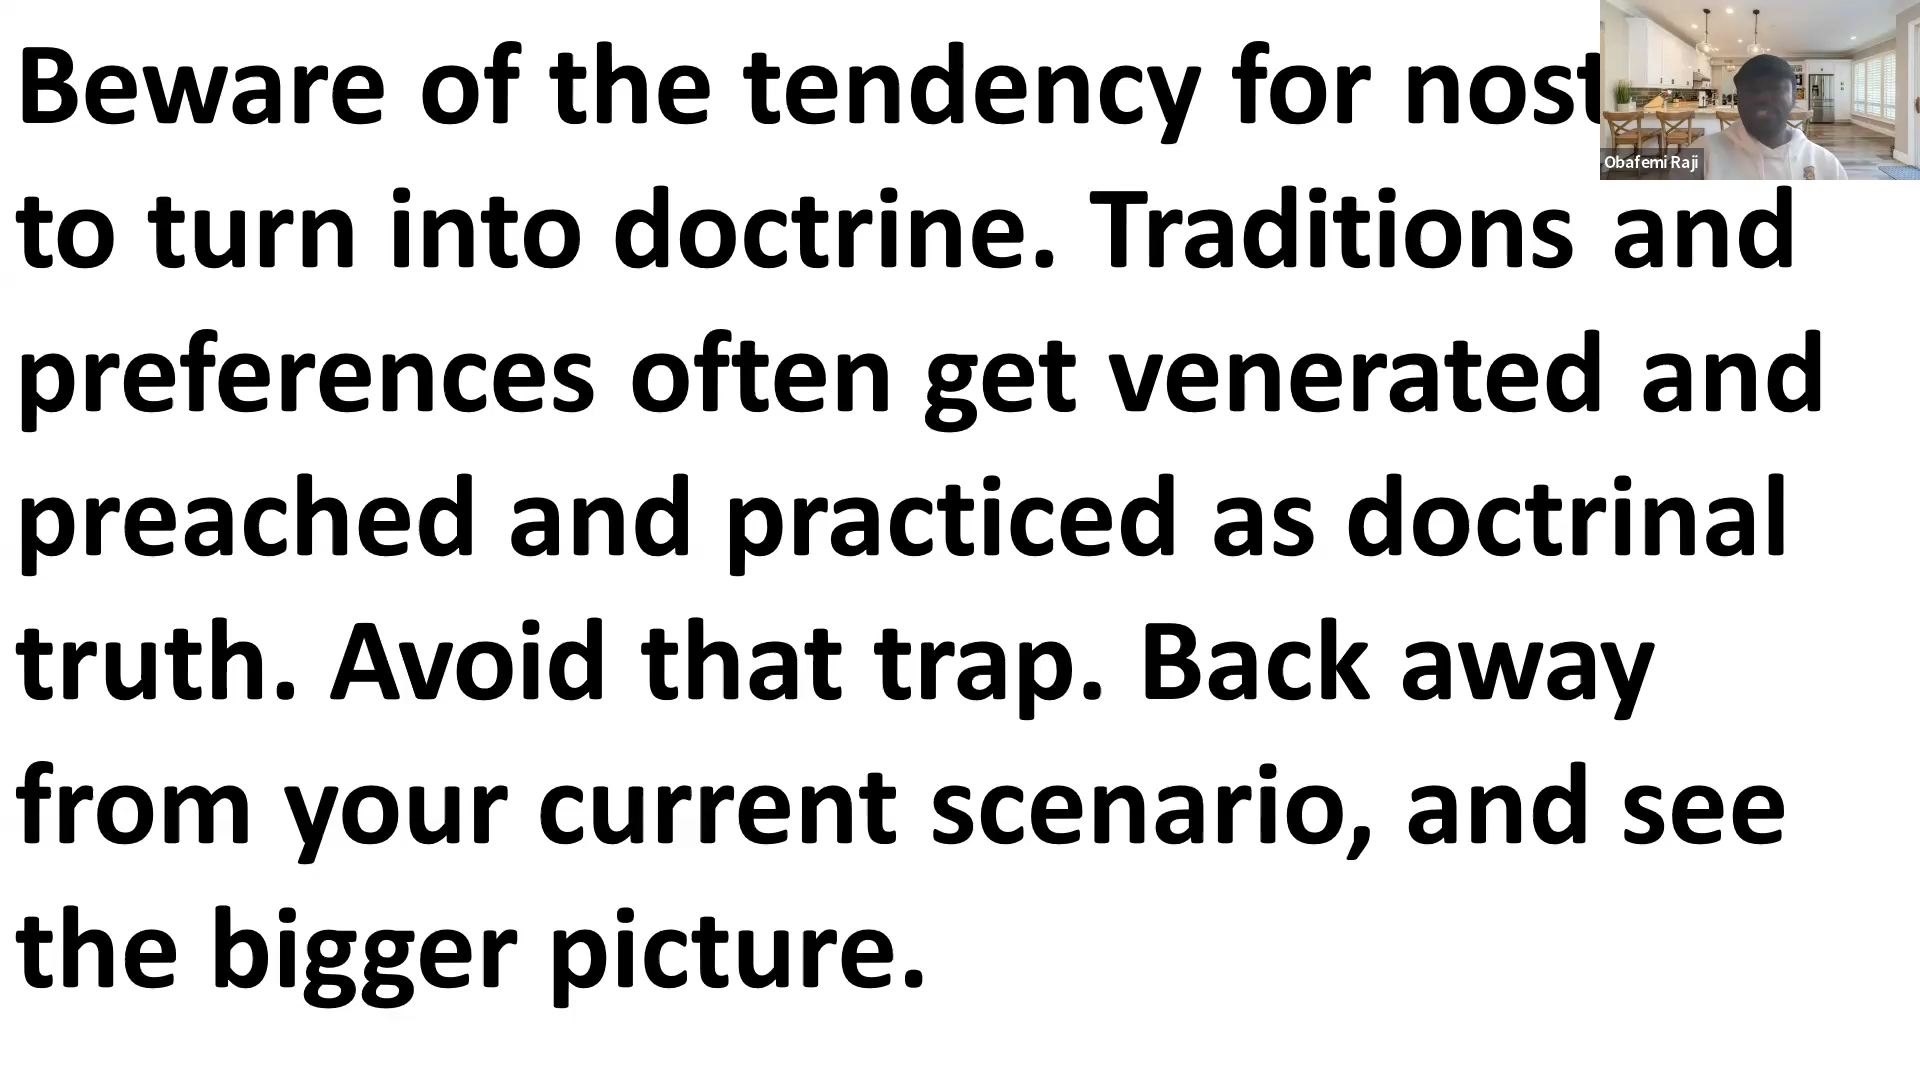 Beware of the tendency for nost
to turn into doctrine. Traditions and
preferences often get venerated and
preached and practiced as doctrinal
truth. Avoid that trap. Back away
from your current scenario, and see
the bigger picture.
Obafemi Raji